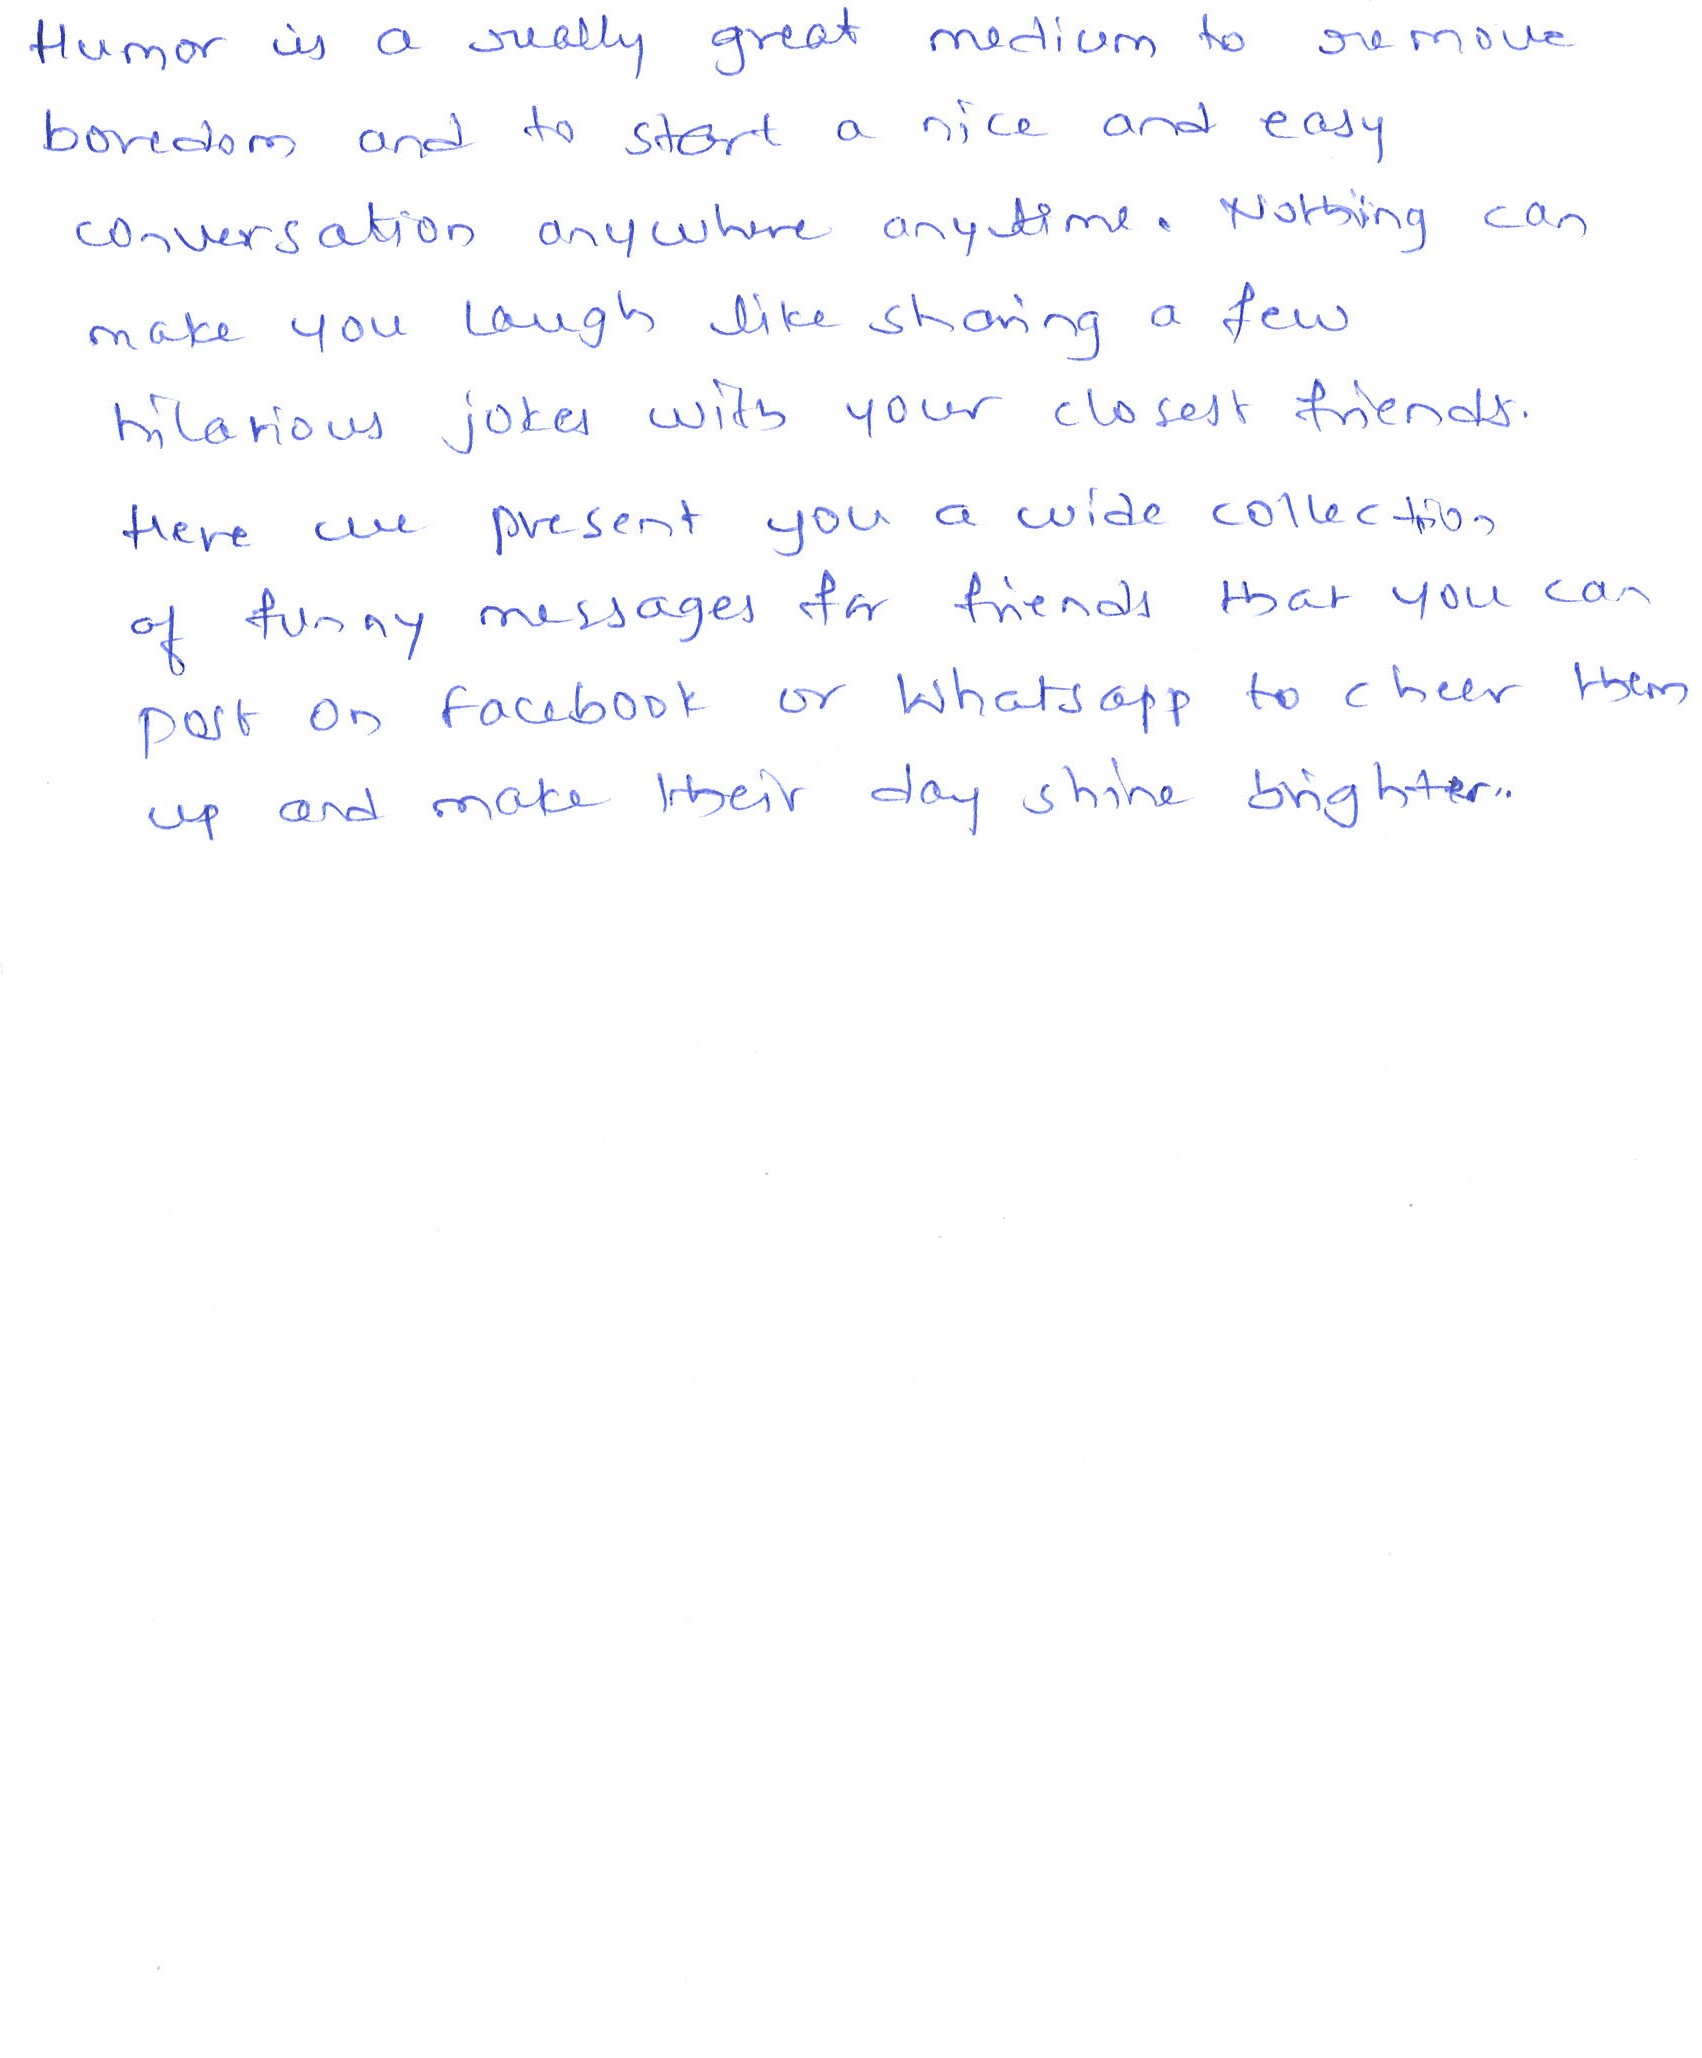 Humor is a really great medium to remove
boredom and to start a nice and easy
conversation anywhere anytime. Nothing can
make you laugh like sharing a few
hilarious jokes with your closest friends.
Here we present you a wide collection
of funny messages for friends that you can
post on facebook or Whatsapp to cheer them
up and make their day shine brighter..